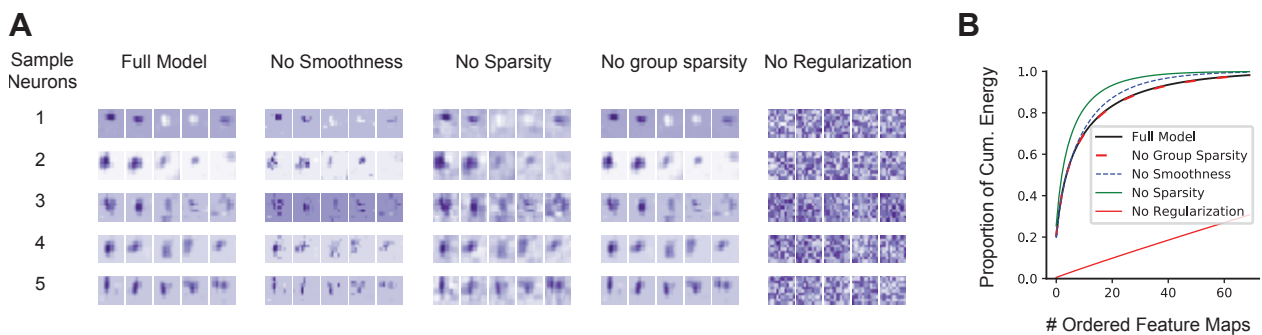 A
Sample
Neurons
Full Model
No Smoothness
No Sparsity
No group sparsity
No Regularization
1
2
3
4
5
B
Proportion of Cum. Energy
1.0
0.8
0.6
0.4
0.2
0.0
Full Model
No Group Sparsity
No Smoothness
No Sparsity
No Regularization
0
20
40
60
# Ordered Feature Maps